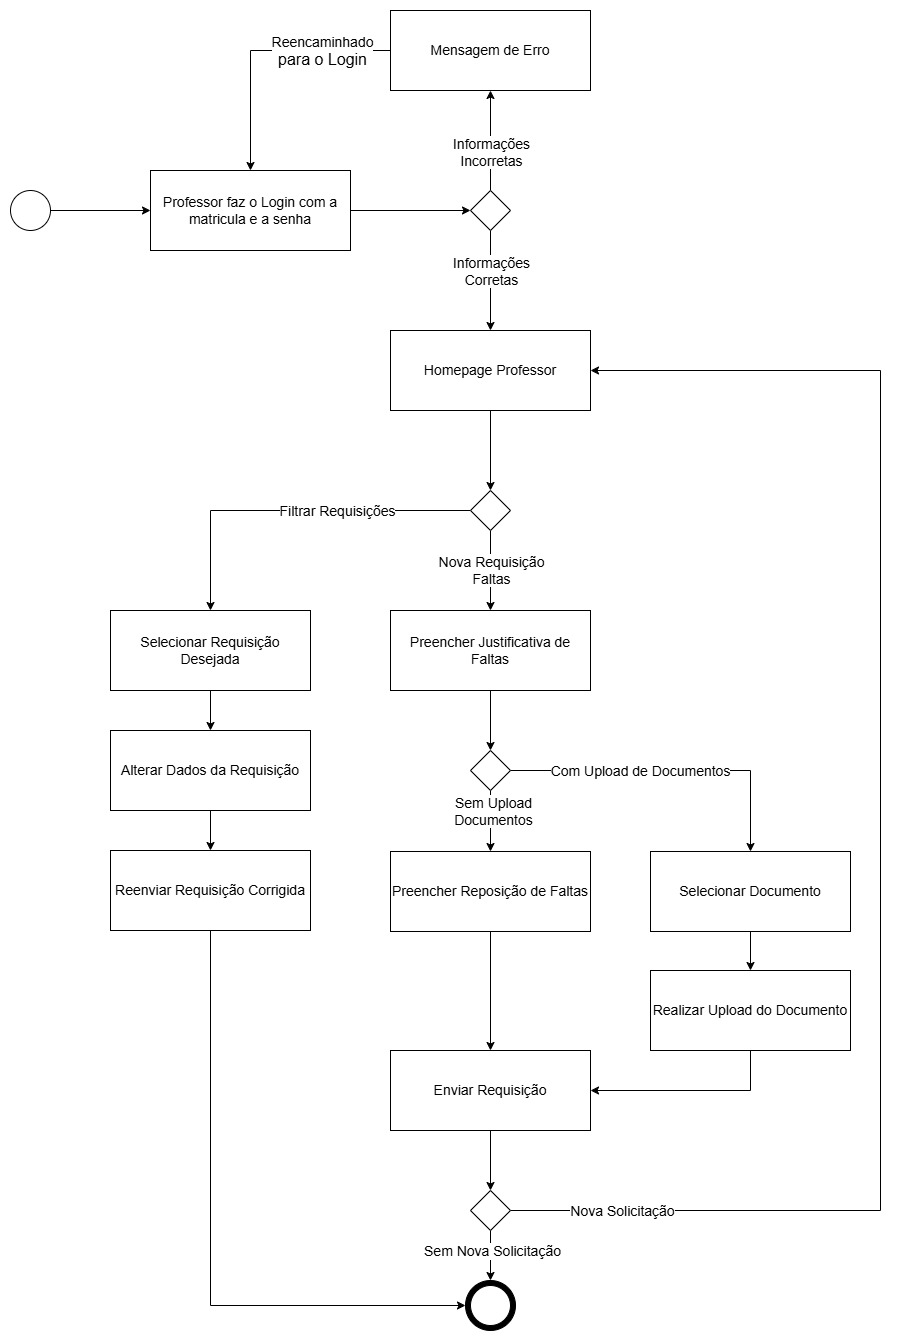 Mensagem de Erro
Reencaminhado
para o Login
Informações
Incorretas
Professor faz o Login com a
matricula e a senha
Informações
Corretas
Homepage Professor
Filtrar Requisições
Nova Requisição
Faltas
Selecionar Requisição
Desejada
Preencher Justificativa de
Faltas
Alterar Dados da Requisição
Com Upload de Documentos
Sem Upload
Documentos
Reenviar Requisição Corrigida
Preencher Reposição de Faltas
Selecionar Documento
Realizar Upload do Documento
Enviar Requisição
Nova Solicitação
Sem Nova Solicitação